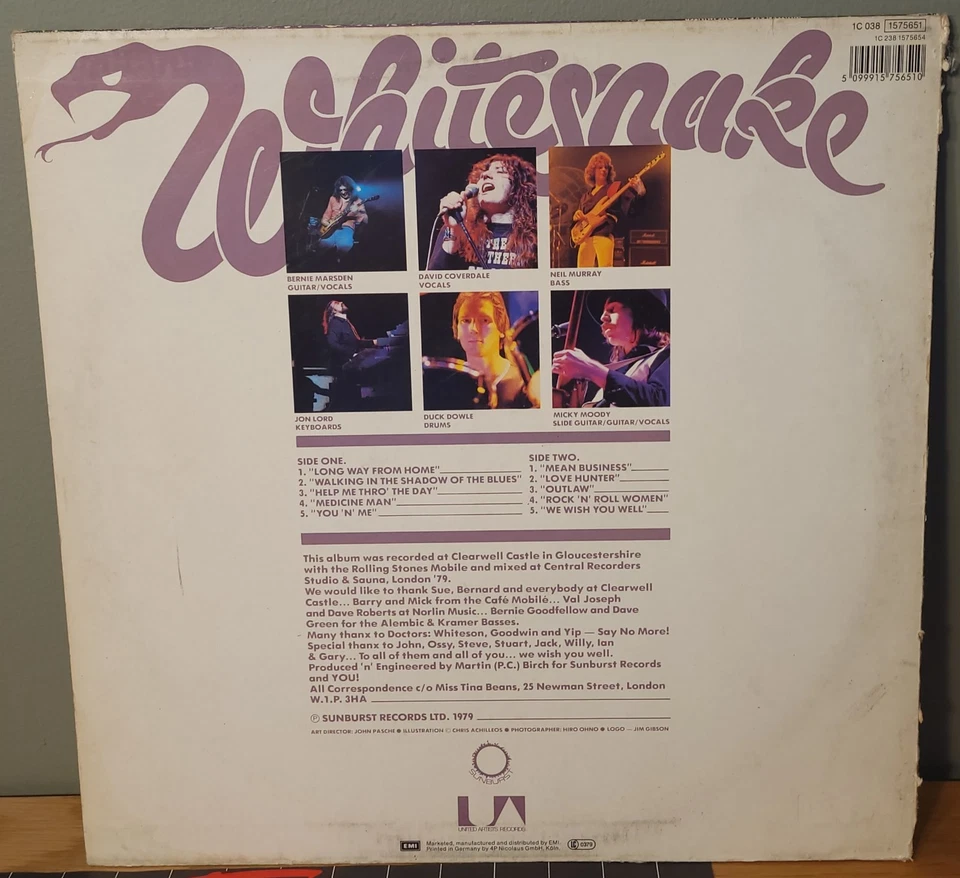 1C 038 1575651
1C 238 1575654
5 099915 756510
Whitesnake
BERNIE MARSDEN
GUITAR/VOCALS
DAVID COVERDALE
VOCALS
NEIL MURRAY
BASS
JON LORD
KEYBOARDS
DUCK DOWLE
DRUMS
MICKY MOODY
SLIDE GUITAR/GUITAR/VOCALS
SIDE ONE.
1. "LONG WAY FROM HOME"
2. "WALKING IN THE SHADOW OF THE BLUES"
3. "HELP ME THRO' THE DAY"
4. "MEDICINE MAN"
5. "YOU 'N' ME"
SIDE TWO.
1. "MEAN BUSINESS"
2. "LOVE HUNTER"
3. "OUTLAW"
4. "ROCK 'N' ROLL WOMEN"
5. "WE WISH YOU WELL"
This album was recorded at Clearwell Castle in Gloucestershire
with the Rolling Stones Mobile and mixed at Central Recorders
Studio & Sauna, London '79.
We would like to thank Sue, Bernard and everybody at Clearwell
Castle... Barry and Mick from the Café Mobilé... Val Joseph
and Dave Roberts at Norlin Music... Bernie Goodfellow and Dave
Green for the Alembic & Kramer Basses.
Many thanx to Doctors: Whiteson, Goodwin and Yip — Say No More!
Special thanx to John, Ossy, Steve, Stuart, Jack, Willy, Ian
& Gary... To all of them and all of you... we wish you well.
Produced 'n' Engineered by Martin (P.C.) Birch for Sunburst Records
and YOU!
All Correspondence c/o Miss Tina Beans, 25 Newman Street, London
W.1.P. 3HA
Ⓟ SUNBURST RECORDS LTD. 1979
ART DIRECTOR: JOHN PASCHE ● ILLUSTRATION © CHRIS ACHILLEOS ● PHOTOGRAPHER: HIRO OHNO ● LOGO — JIM GIBSON
SUNBURST
UA
UNITED ARTISTS RECORDS
EMI
Marketed, manufactured and distributed by EMI.
Printed in Germany by 4P Nicolaus GmbH, Köln.
0379